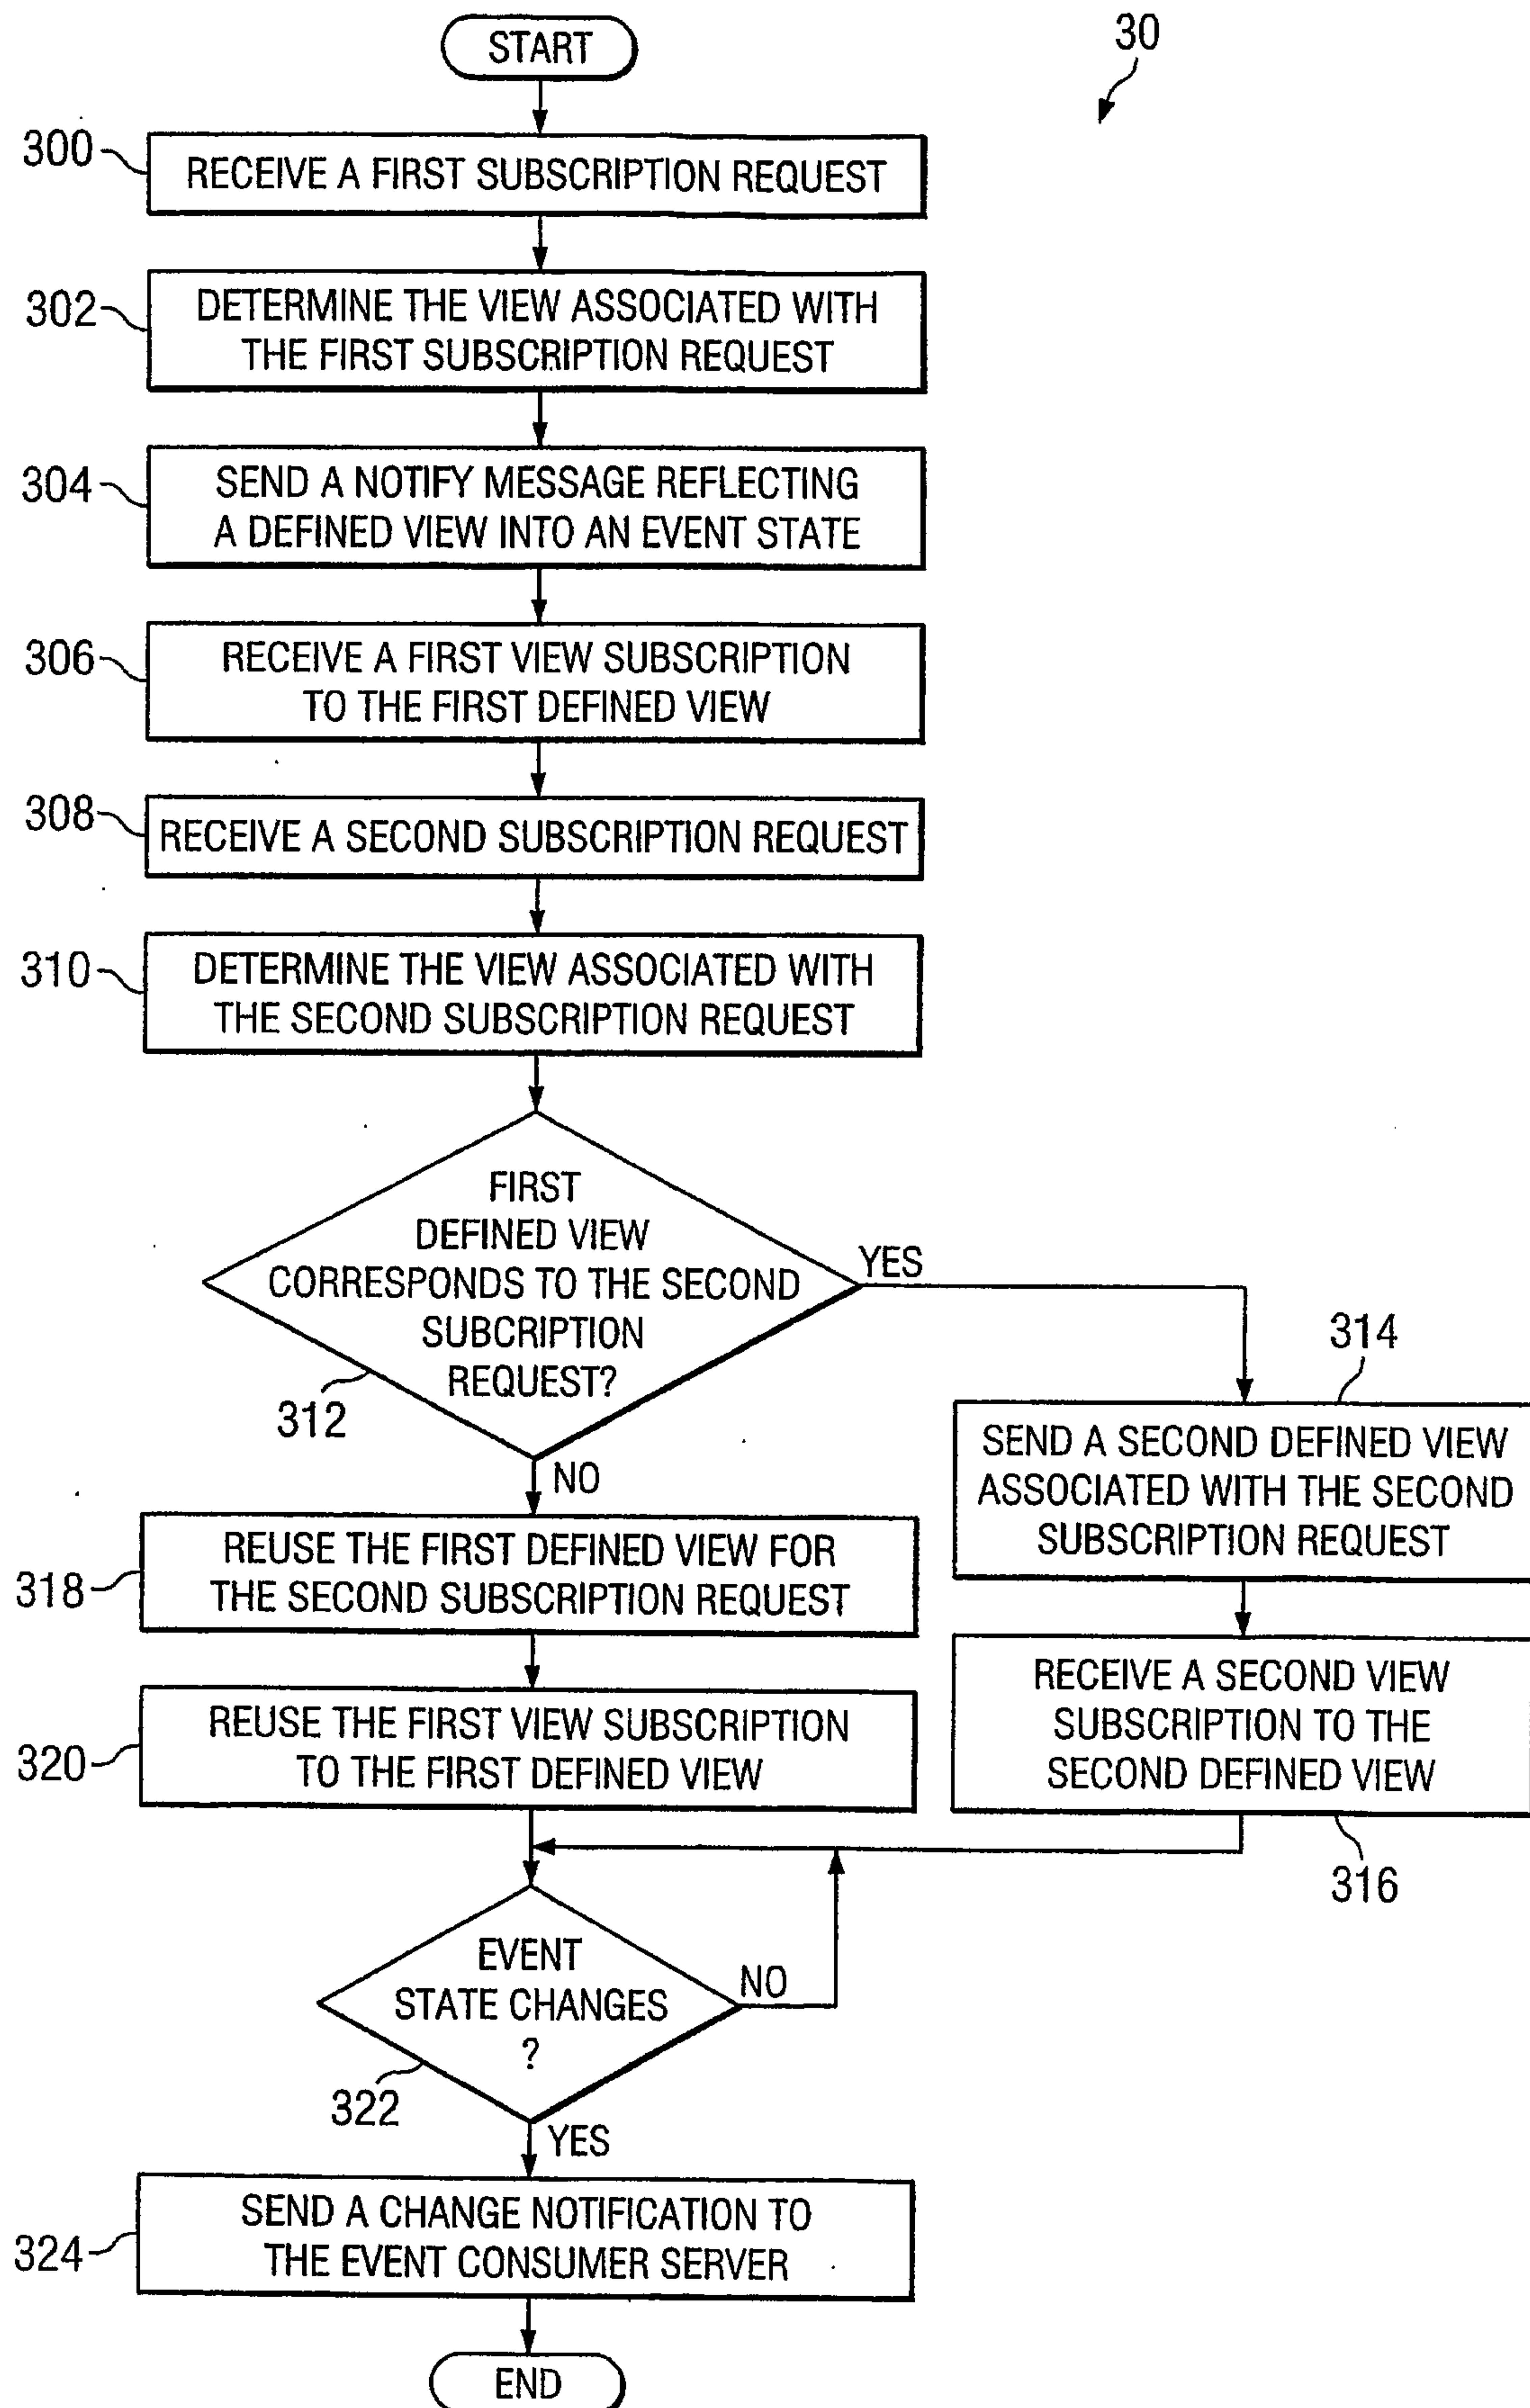 START
30
300
RECEIVE A FIRST SUBSCRIPTION REQUEST
302
DETERMINE THE VIEW ASSOCIATED WITH
THE FIRST SUBSCRIPTION REQUEST
304
SEND A NOTIFY MESSAGE REFLECTING
A DEFINED VIEW INTO AN EVENT STATE
306
RECEIVE A FIRST VIEW SUBSCRIPTION
TO THE FIRST DEFINED VIEW
308
RECEIVE A SECOND SUBSCRIPTION REQUEST
310
DETERMINE THE VIEW ASSOCIATED WITH
THE SECOND SUBSCRIPTION REQUEST
FIRST
DEFINED VIEW
CORRESPONDS TO THE SECOND
SUBCRIPTION
REQUEST?
312
YES
NO
314
SEND A SECOND DEFINED VIEW
ASSOCIATED WITH THE SECOND
SUBSCRIPTION REQUEST
318
REUSE THE FIRST DEFINED VIEW FOR
THE SECOND SUBSCRIPTION REQUEST
RECEIVE A SECOND VIEW
SUBSCRIPTION TO THE
SECOND DEFINED VIEW
316
320
REUSE THE FIRST VIEW SUBSCRIPTION
TO THE FIRST DEFINED VIEW
EVENT
STATE CHANGES
?
NO
322
YES
324
SEND A CHANGE NOTIFICATION TO
THE EVENT CONSUMER SERVER
END